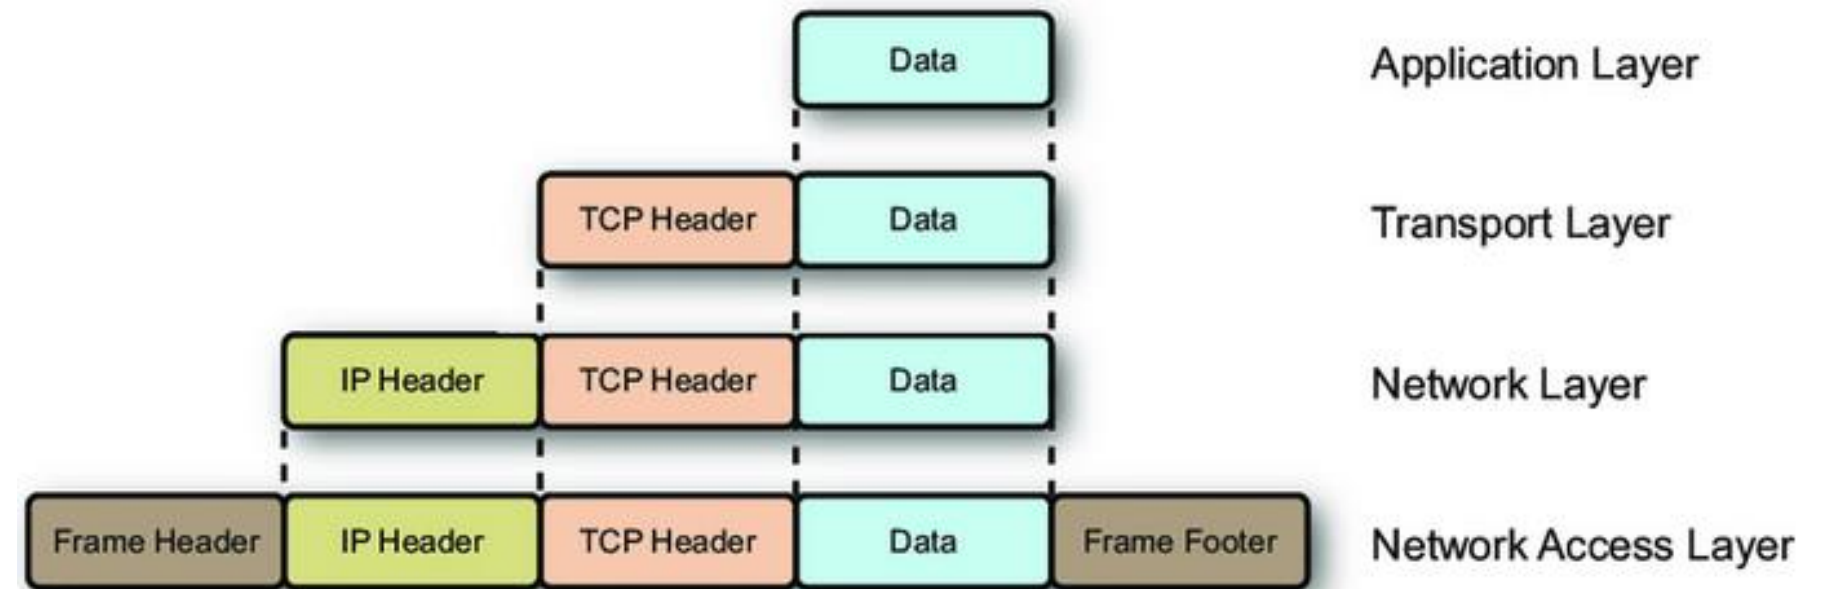 Data Application Layer
TCP Header Data Transport Layer
IP Header TCP Header Data Network Layer
Frame Header IP Header TCP Header Data Frame Footer Network Access Layer